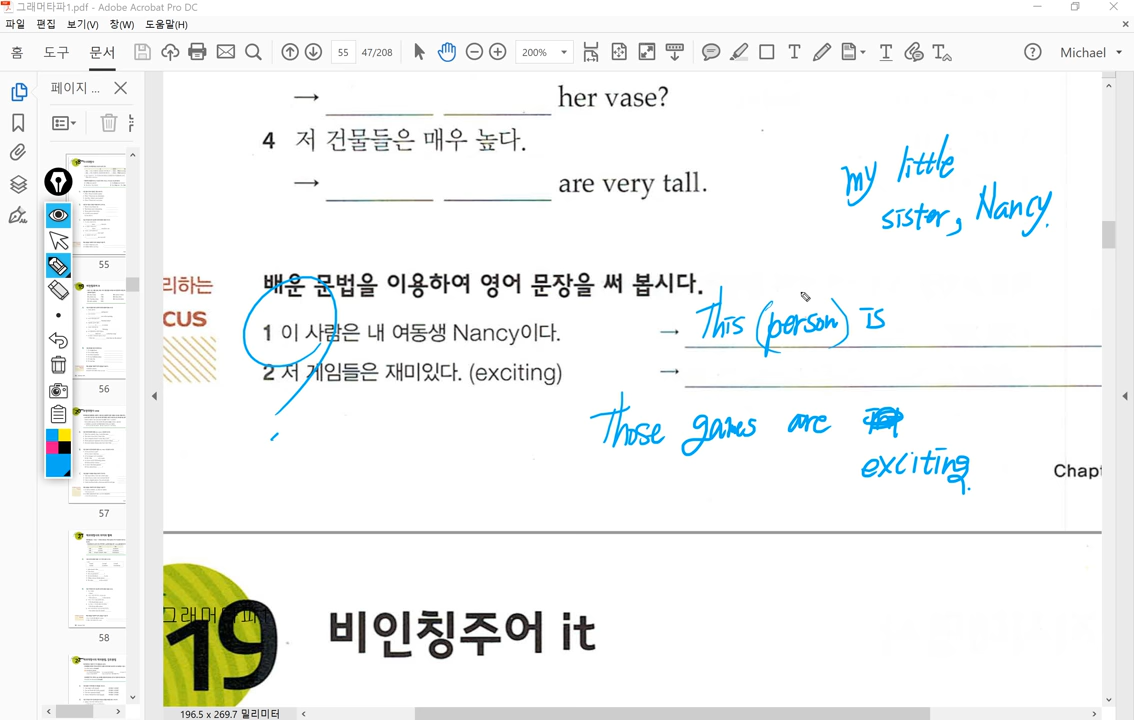 그래머타파1.pdf - Adobe Acrobat Pro DC
파일 편집 보기(V) 창(W) 도움말(H)
홈 도구 문서 55 47/208 200% Michael
페이지 ...
→ her vase?
4 저 건물들은 매우 높다.
→ are very tall.
my little
sister, Nancy.
리하는 배운 문법을 이용하여 영어 문장을 써 봅시다.
CUS
1 이 사람은 내 여동생 Nancy이다. → This (person) is
2 저 게임들은 재미있다. (exciting) →
Those games are
exciting.
Chapt
19 비인칭주어 it
그래머타파
55
56
57
58
196.5 x 269.7 밀리미터